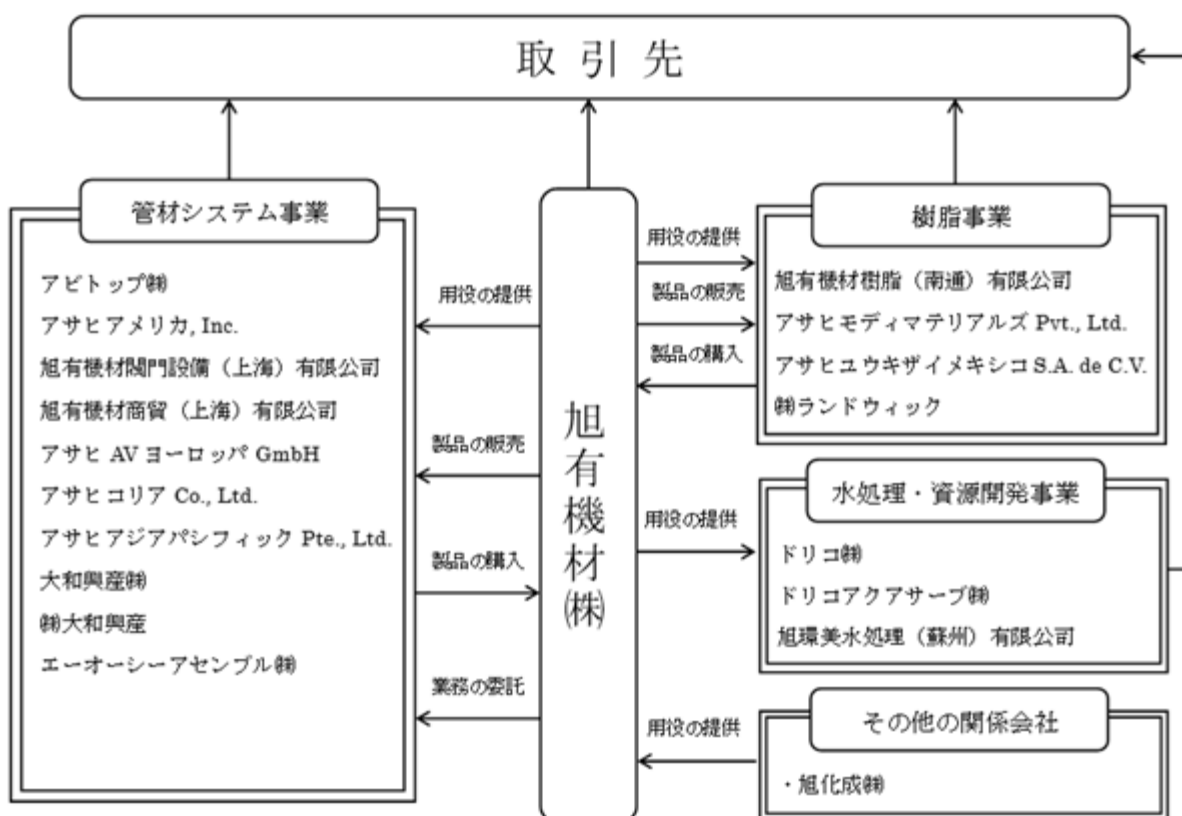 取引先
管材システム事業
アビトップ㈱
アサヒアメリカ, Inc.
旭有機材閥門設備（上海）有限公司
旭有機材商貿（上海）有限公司
アサヒ AV ヨーロッパ GmbH
アサヒコリア Co., Ltd.
アサヒアジアパシフィック Pte., Ltd.
大和興産㈱
㈱大和興産
エーオーシーアセンブル㈱
用役の提供
製品の販売
製品の購入
業務の委託
旭有機材㈱
用役の提供
製品の販売
製品の購入
樹脂事業
旭有機材樹脂（南通）有限公司
アサヒモディマテリアルズ Pvt., Ltd.
アサヒユウキザイメキシコ S.A. de C.V.
㈱ランドウィック
用役の提供
水処理・資源開発事業
ドリコ㈱
ドリコアクアサーブ㈱
旭環美水処理（蘇州）有限公司
用役の提供
その他の関係会社
・旭化成㈱